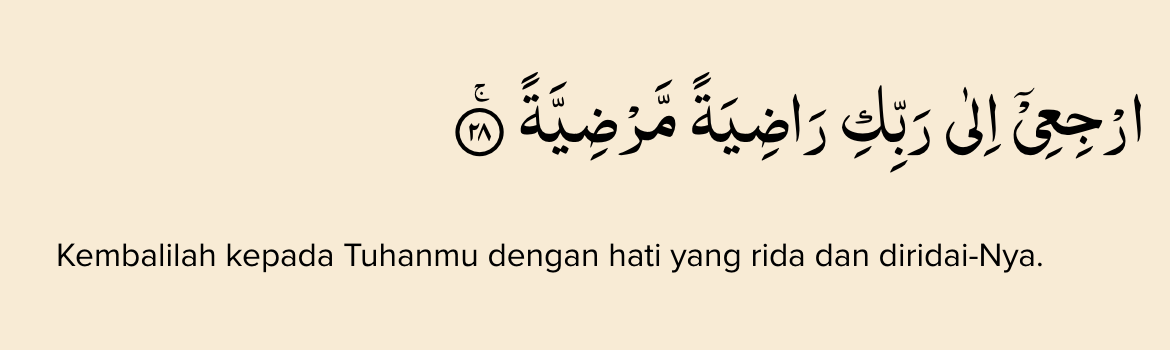 ارْجِعِيْٓ اِلٰى رَبِّكِ رَاضِيَةً مَّرْضِيَّةً ۚ ٢٨
Kembalilah kepada Tuhanmu dengan hati yang rida dan diridai-Nya.